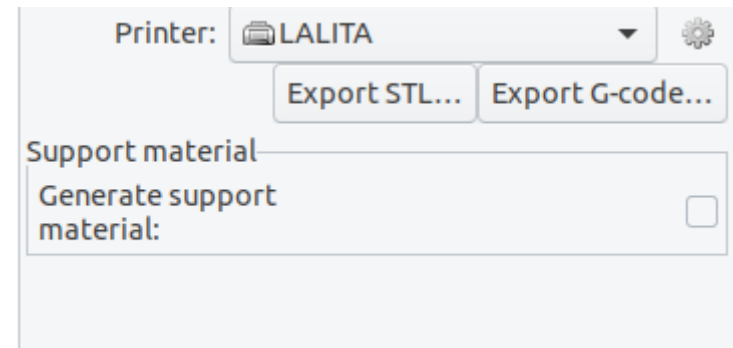 Printer: LALITA
Export STL... Export G-code...
Support material
Generate support
material: